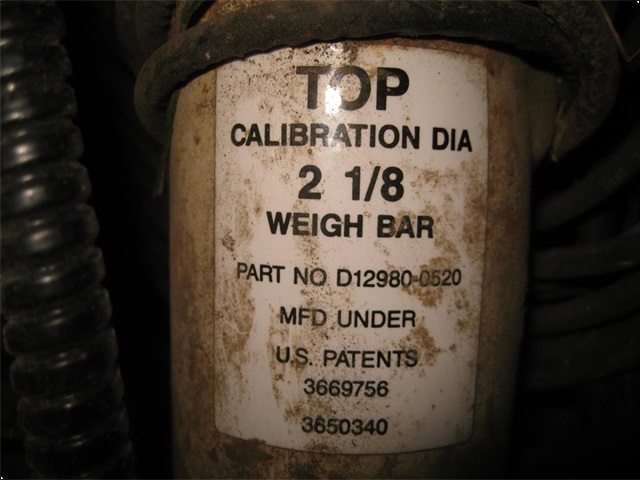 TOP
CALIBRATION DIA
2 1/8
WEIGH BAR
PART NO D12980-0520
MFD UNDER
U.S. PATENTS
3669756
3650340